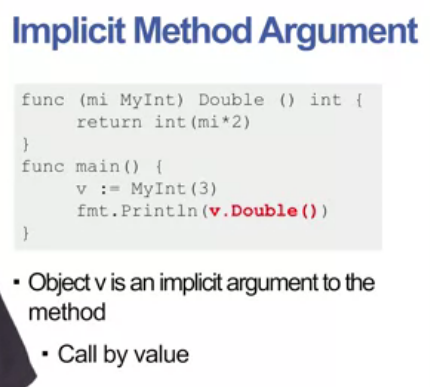 Implicit Method Argument
func (mi MyInt) Double () int {
return int(mi*2)
}
func main() {
v := MyInt(3)
fmt.Println(v.Double())
}
▪ Object v is an implicit argument to the
method
▪ Call by value